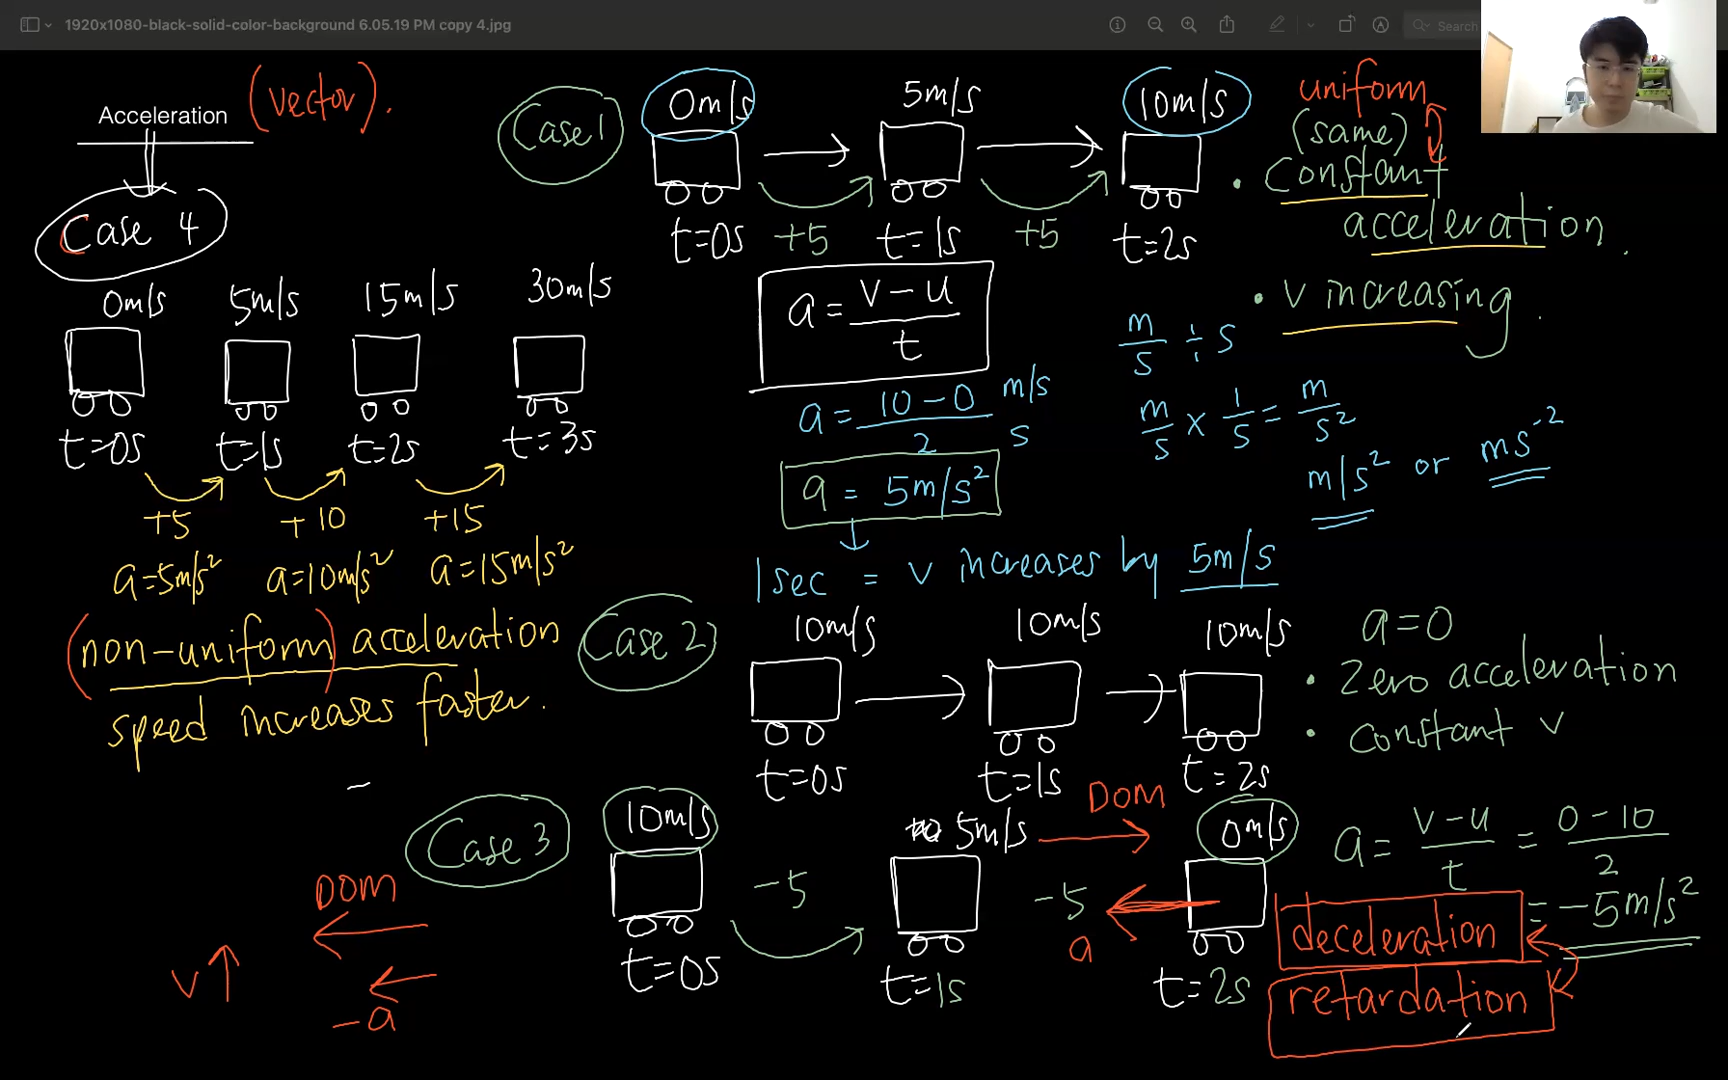 1920x1080-black-solid-color-background 6.05.19 PM copy 4.jpg
Search
Acceleration (vector).
Case 4
0m/s 5m/s 15m/s 30m/s
t=0s t=1s t=2s t=3s
+5 +10 +15
a=5m/s² a=10m/s² a=15m/s²
(non-uniform) acceleration
speed increases faster.
Case 1
0m/s 5m/s 10m/s
t=0s +5 t=1s +5 t=2s
uniform
(same)
• Constant
acceleration.
• v increasing.
a = v - u / t
a = 10 - 0 / 2 m/s / s
a = 5m/s²
1sec = v increases by 5m/s
m/s ÷ s
m/s × 1/s = m/s²
m/s² or ms⁻²
Case 2
10m/s 10m/s 10m/s
t=0s t=1s t=2s
a=0
• Zero acceleration
• constant v
Case 3
10m/s 5m/s 0m/s
DOM
-5 -5
a
t=0s t=1s t=2s
a = v-u / t = 0-10 / 2
= -5m/s²
deceleration
retardation
DOM
v↑
-a